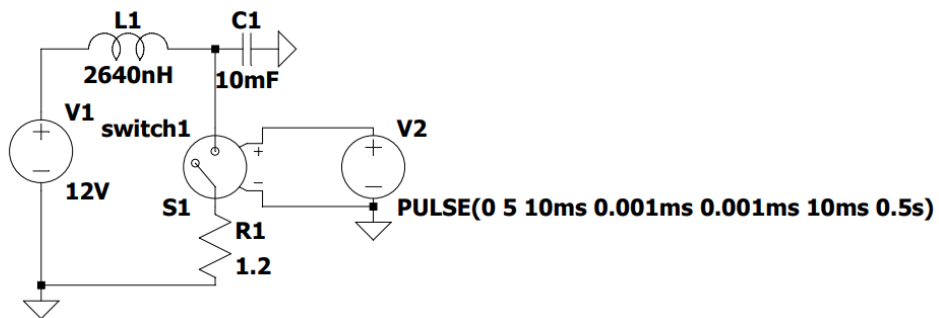 L1
C1
2640nH
10mF
V1
switch1
V2
12V
S1
PULSE(0 5 10ms 0.001ms 0.001ms 10ms 0.5s)
R1
1.2